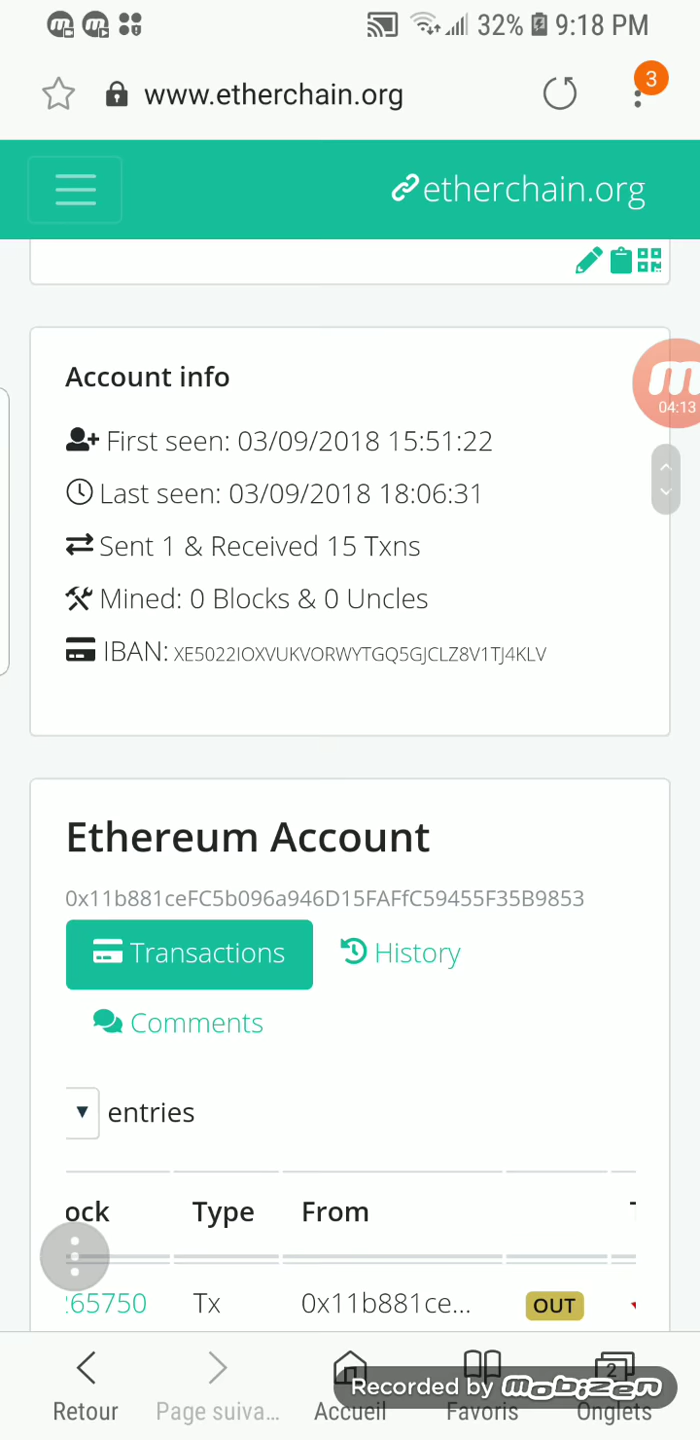 32% 9:18 PM
www.etherchain.org
3
etherchain.org
Account info
04:13
First seen: 03/09/2018 15:51:22
Last seen: 03/09/2018 18:06:31
Sent 1 & Received 15 Txns
Mined: 0 Blocks & 0 Uncles
IBAN: XE5022IOXVUKVORWYTGQ5GJCLZ8V1TJ4KLV
Ethereum Account
0x11b881ceFC5b096a946D15FAFfC59455F35B9853
Transactions History
Comments
entries
ock Type From
65750 Tx 0x11b881ce... OUT
2
Recorded by mobizen
Retour Page suiva... Accueil Favoris Onglets